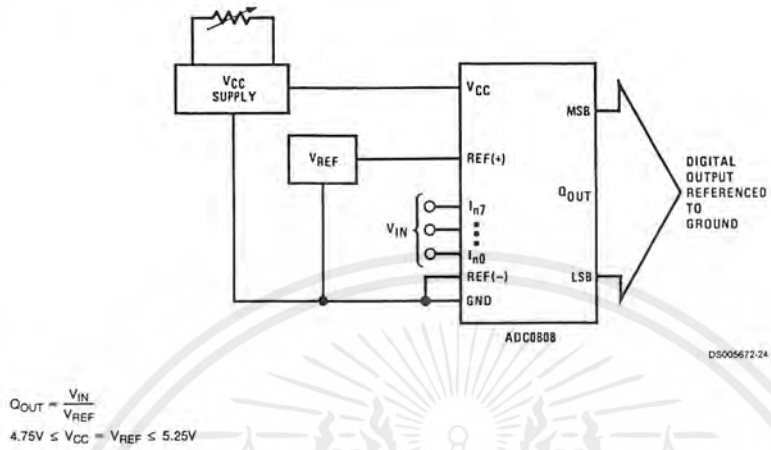 VCC
SUPPLY
VCC
MSB
VREF
REF(+)
DIGITAL
OUTPUT
REFERENCED
TO
GROUND
QOUT
VIN
In7
In0
REF(−)
LSB
GND
ADC0808
DS005672-24
QOUT = VIN / VREF
4.75V ≤ VCC = VREF ≤ 5.25V